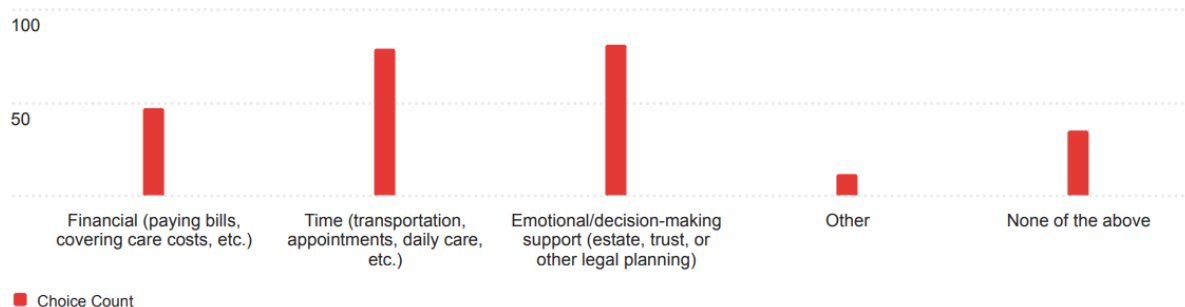 100
50
Financial (paying bills,
covering care costs, etc.)
Time (transportation,
appointments, daily care,
etc.)
Emotional/decision-making
support (estate, trust, or
other legal planning)
Other
None of the above
Choice Count